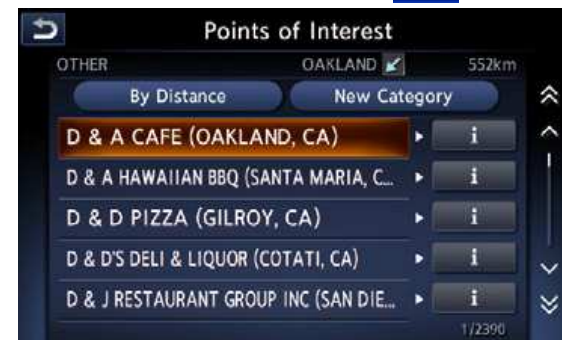 Points of Interest
OTHER OAKLAND 552km
By Distance New Category
D & A CAFE (OAKLAND, CA) i
D & A HAWAIIAN BBQ (SANTA MARIA, C... i
D & D PIZZA (GILROY, CA) i
D & D'S DELI & LIQUOR (COTATI, CA) i
D & J RESTAURANT GROUP INC (SAN DIE... i
1/2390